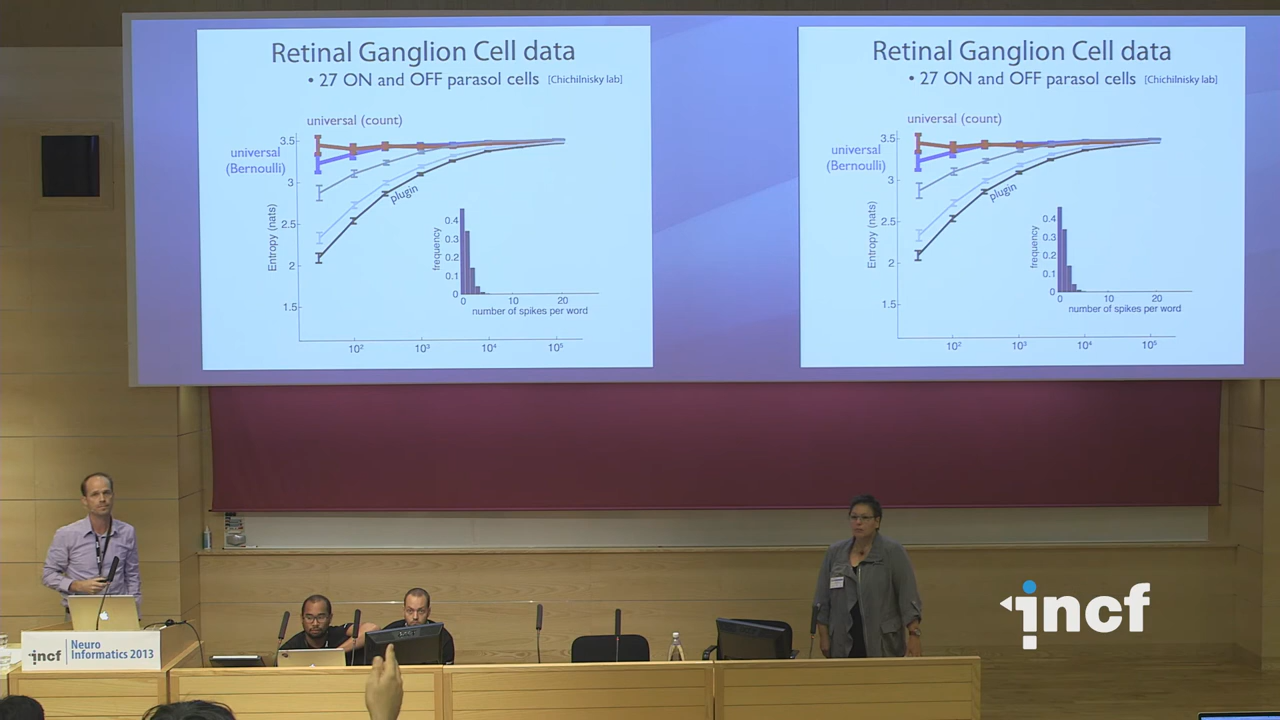 Retinal Ganglion Cell data
• 27 ON and OFF parasol cells [Chichilnisky lab]
universal (count)
universal
(Bernoulli)
plugin
Entropy (nats)
3.5
3
2.5
2
1.5
10²
10³
10⁴
10⁵
frequency
0.4
0.3
0.2
0.1
0
0
10
20
number of spikes per word
Retinal Ganglion Cell data
• 27 ON and OFF parasol cells [Chichilnisky lab]
universal (count)
universal
(Bernoulli)
plugin
Entropy (nats)
3.5
3
2.5
2
1.5
10²
10³
10⁴
10⁵
frequency
0.4
0.3
0.2
0.1
0
0
10
20
number of spikes per word
incf
Neuro
Informatics 2013
incf